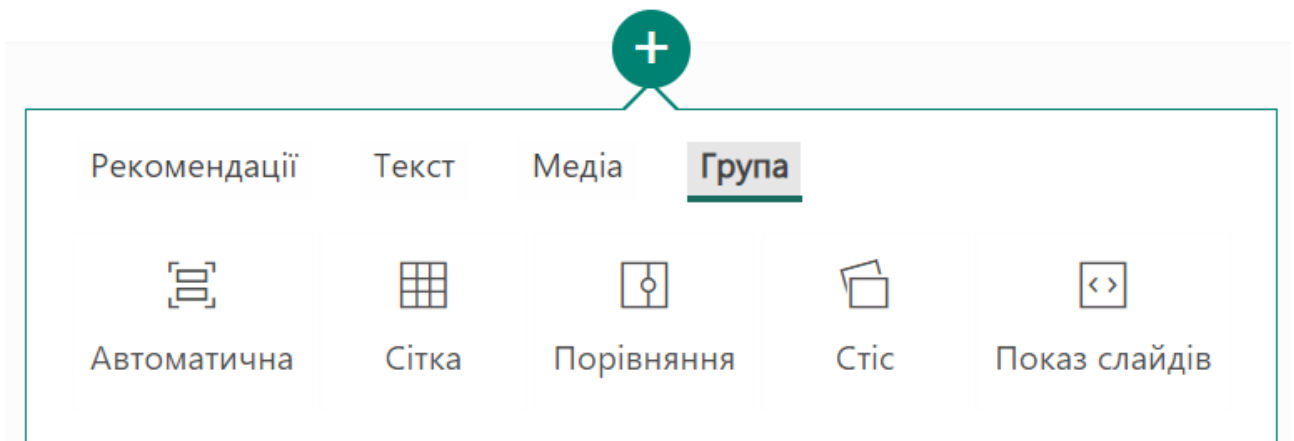 Рекомендації Текст Медіа Група
Автоматична Сітка Порівняння Стіс Показ слайдів